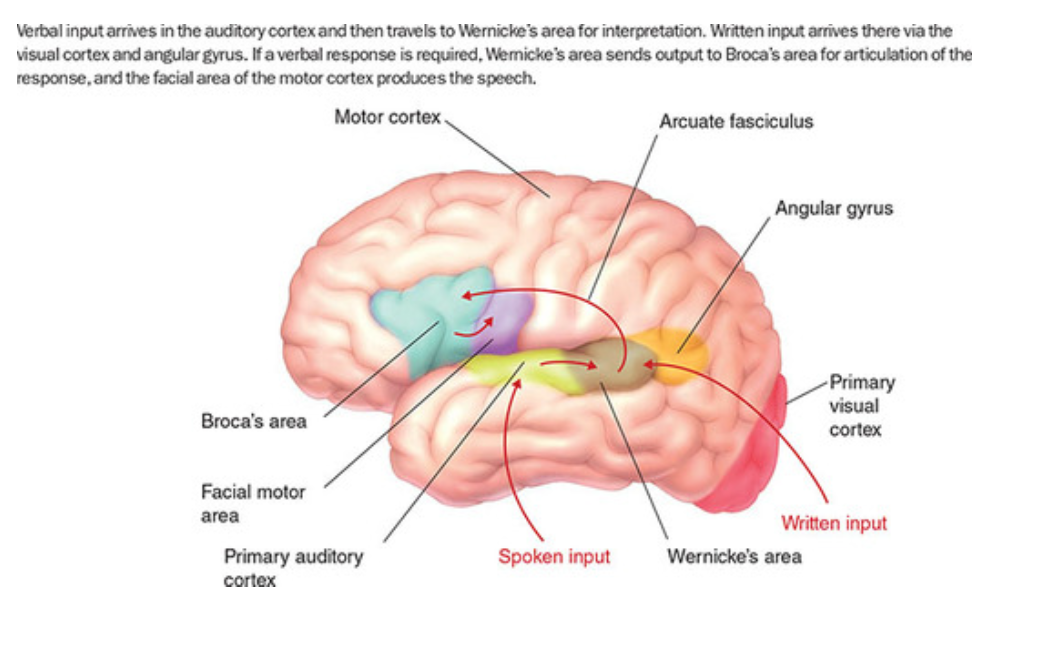 Verbal input arrives in the auditory cortex and then travels to Wernicke's area for interpretation. Written input arrives there via the
visual cortex and angular gyrus. If a verbal response is required, Wernicke's area sends output to Broca's area for articulation of the
response, and the facial area of the motor cortex produces the speech.
Motor cortex
Arcuate fasciculus
Angular gyrus
Primary
visual
cortex
Broca's area
Facial motor
area
Written input
Primary auditory
cortex
Spoken input
Wernicke's area